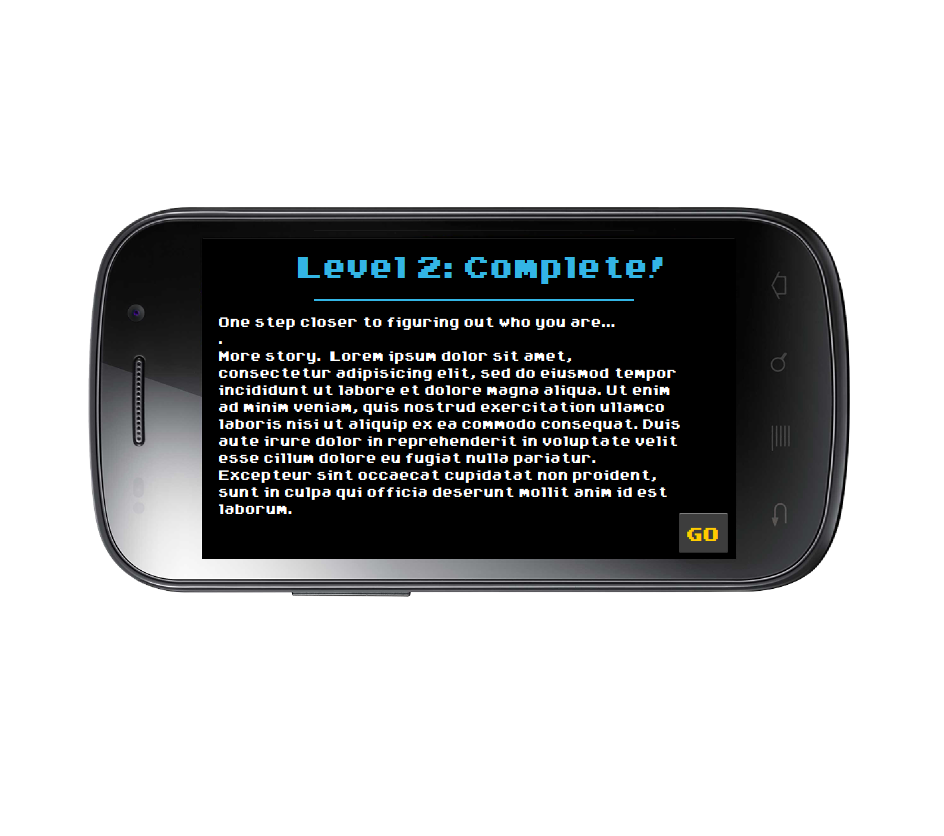 Level 2: Complete!
One step closer to figuring out who you are...
.
More story. Lorem ipsum dolor sit amet,
consectetur adipisicing elit, sed do eiusmod tempor
incididunt ut labore et dolore magna aliqua. Ut enim
ad minim veniam, quis nostrud exercitation ullamco
laboris nisi ut aliquip ex ea commodo consequat. Duis
aute irure dolor in reprehenderit in voluptate velit
esse cillum dolore eu fugiat nulla pariatur.
Excepteur sint occaecat cupidatat non proident,
sunt in culpa qui officia deserunt mollit anim id est
laborum.
GO